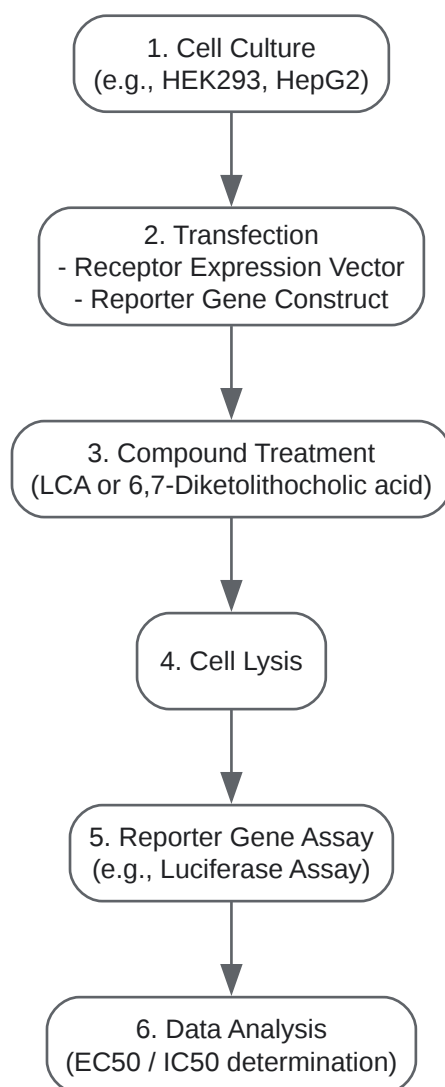 1. Cell Culture
(e.g., HEK293, HepG2)
2. Transfection
- Receptor Expression Vector
- Reporter Gene Construct
3. Compound Treatment
(LCA or 6,7-Diketolithocholic acid)
4. Cell Lysis
5. Reporter Gene Assay
(e.g., Luciferase Assay)
6. Data Analysis
(EC50 / IC50 determination)